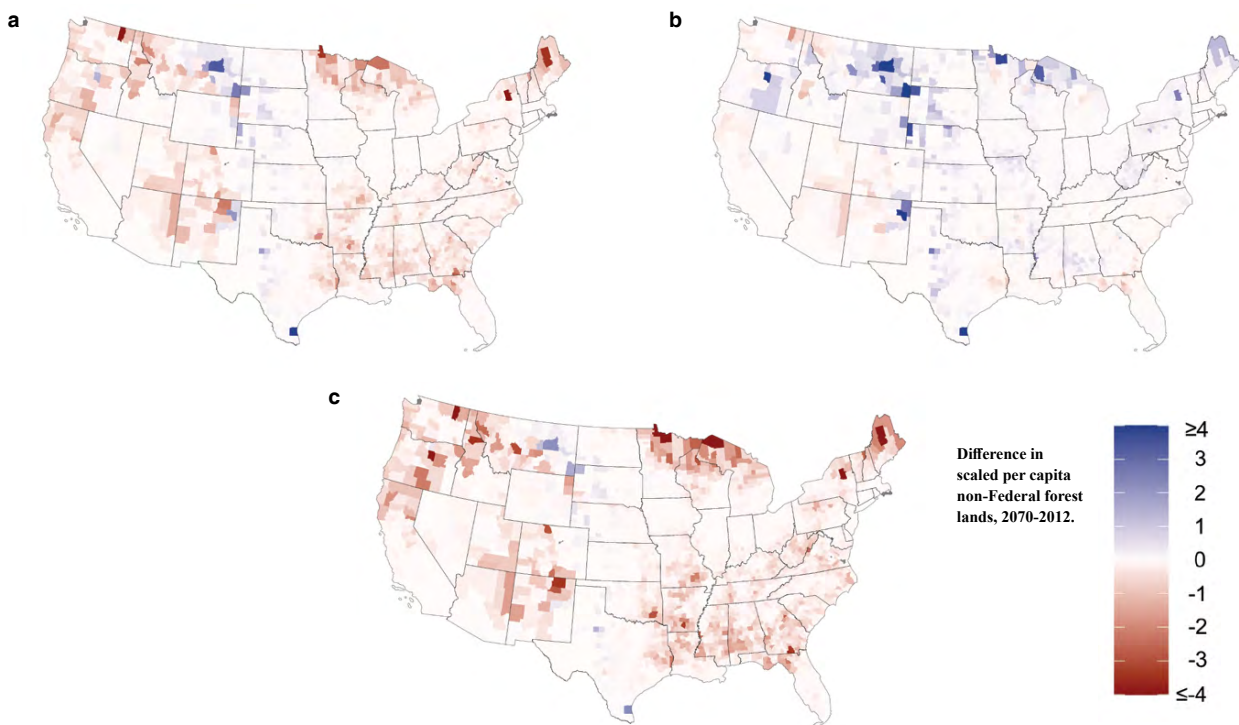 a
b
c
Difference in
scaled per capita
non-Federal forest
lands, 2070-2012.
≥4
3
2
1
0
-1
-2
-3
≤-4